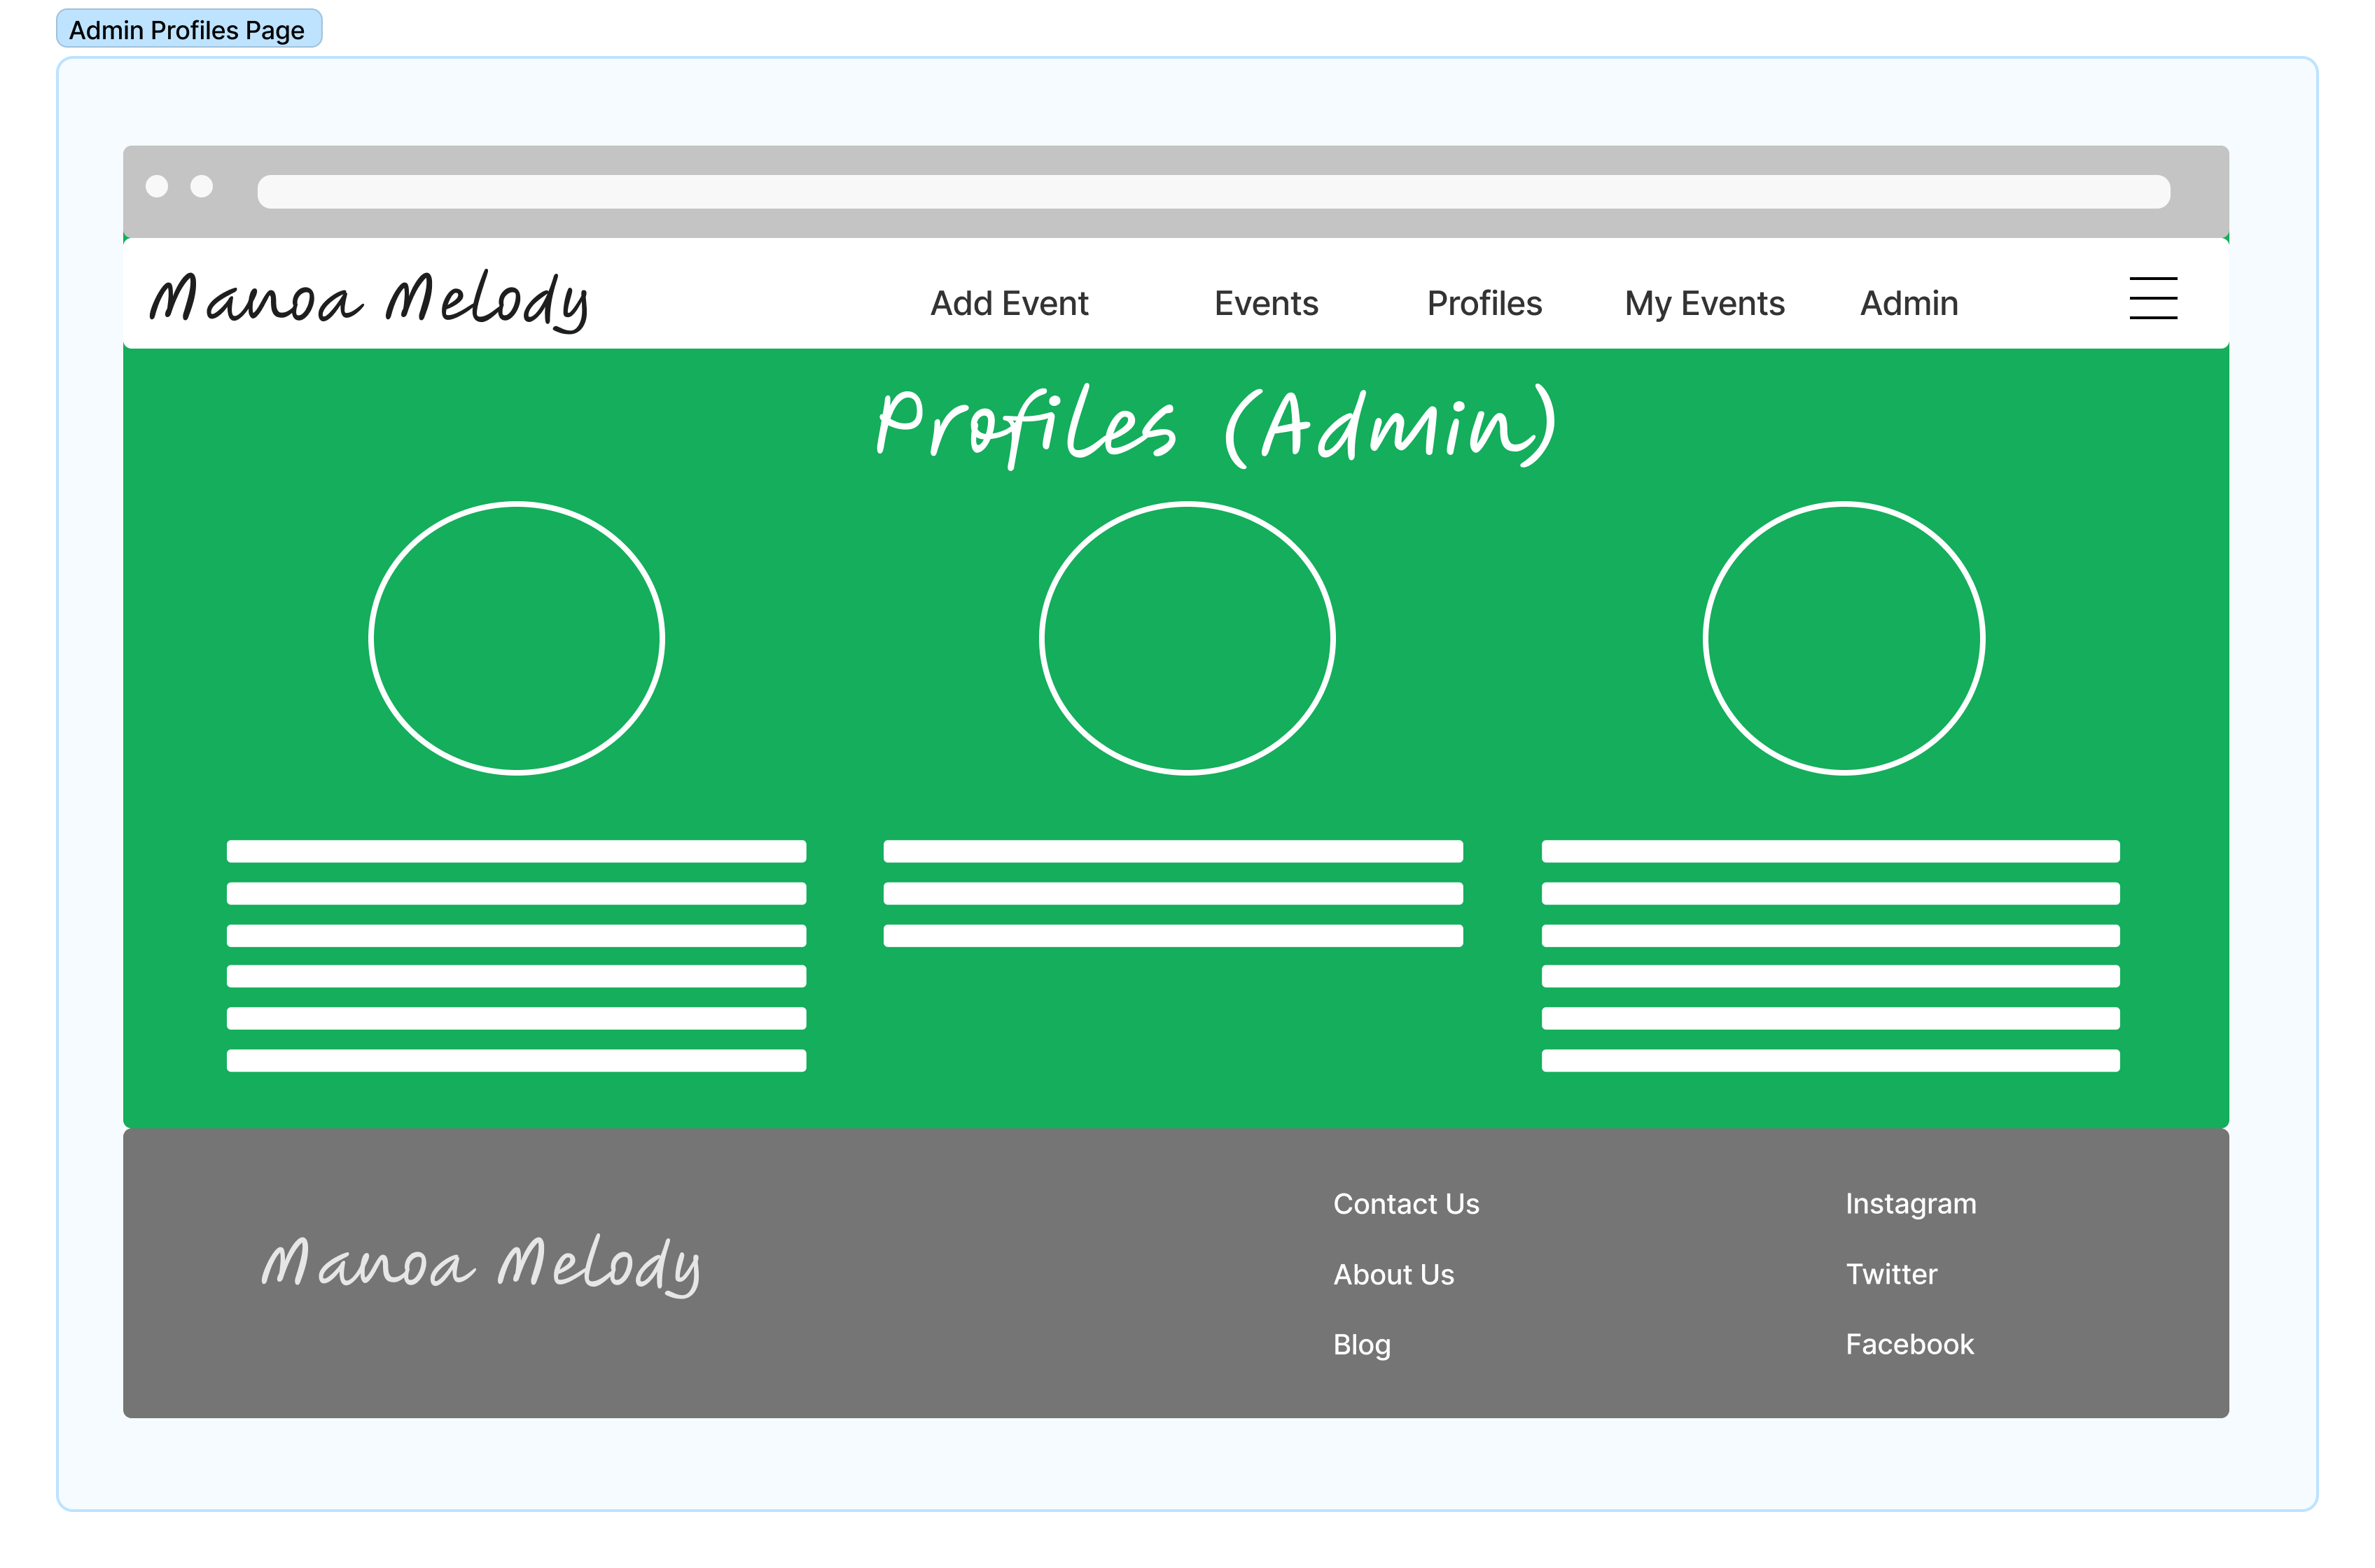 Admin Profiles Page
Manoa Melody
Add Event Events Profiles My Events Admin
Profiles (Admin)
Manoa Melody
Contact Us
About Us
Blog
Instagram
Twitter
Facebook